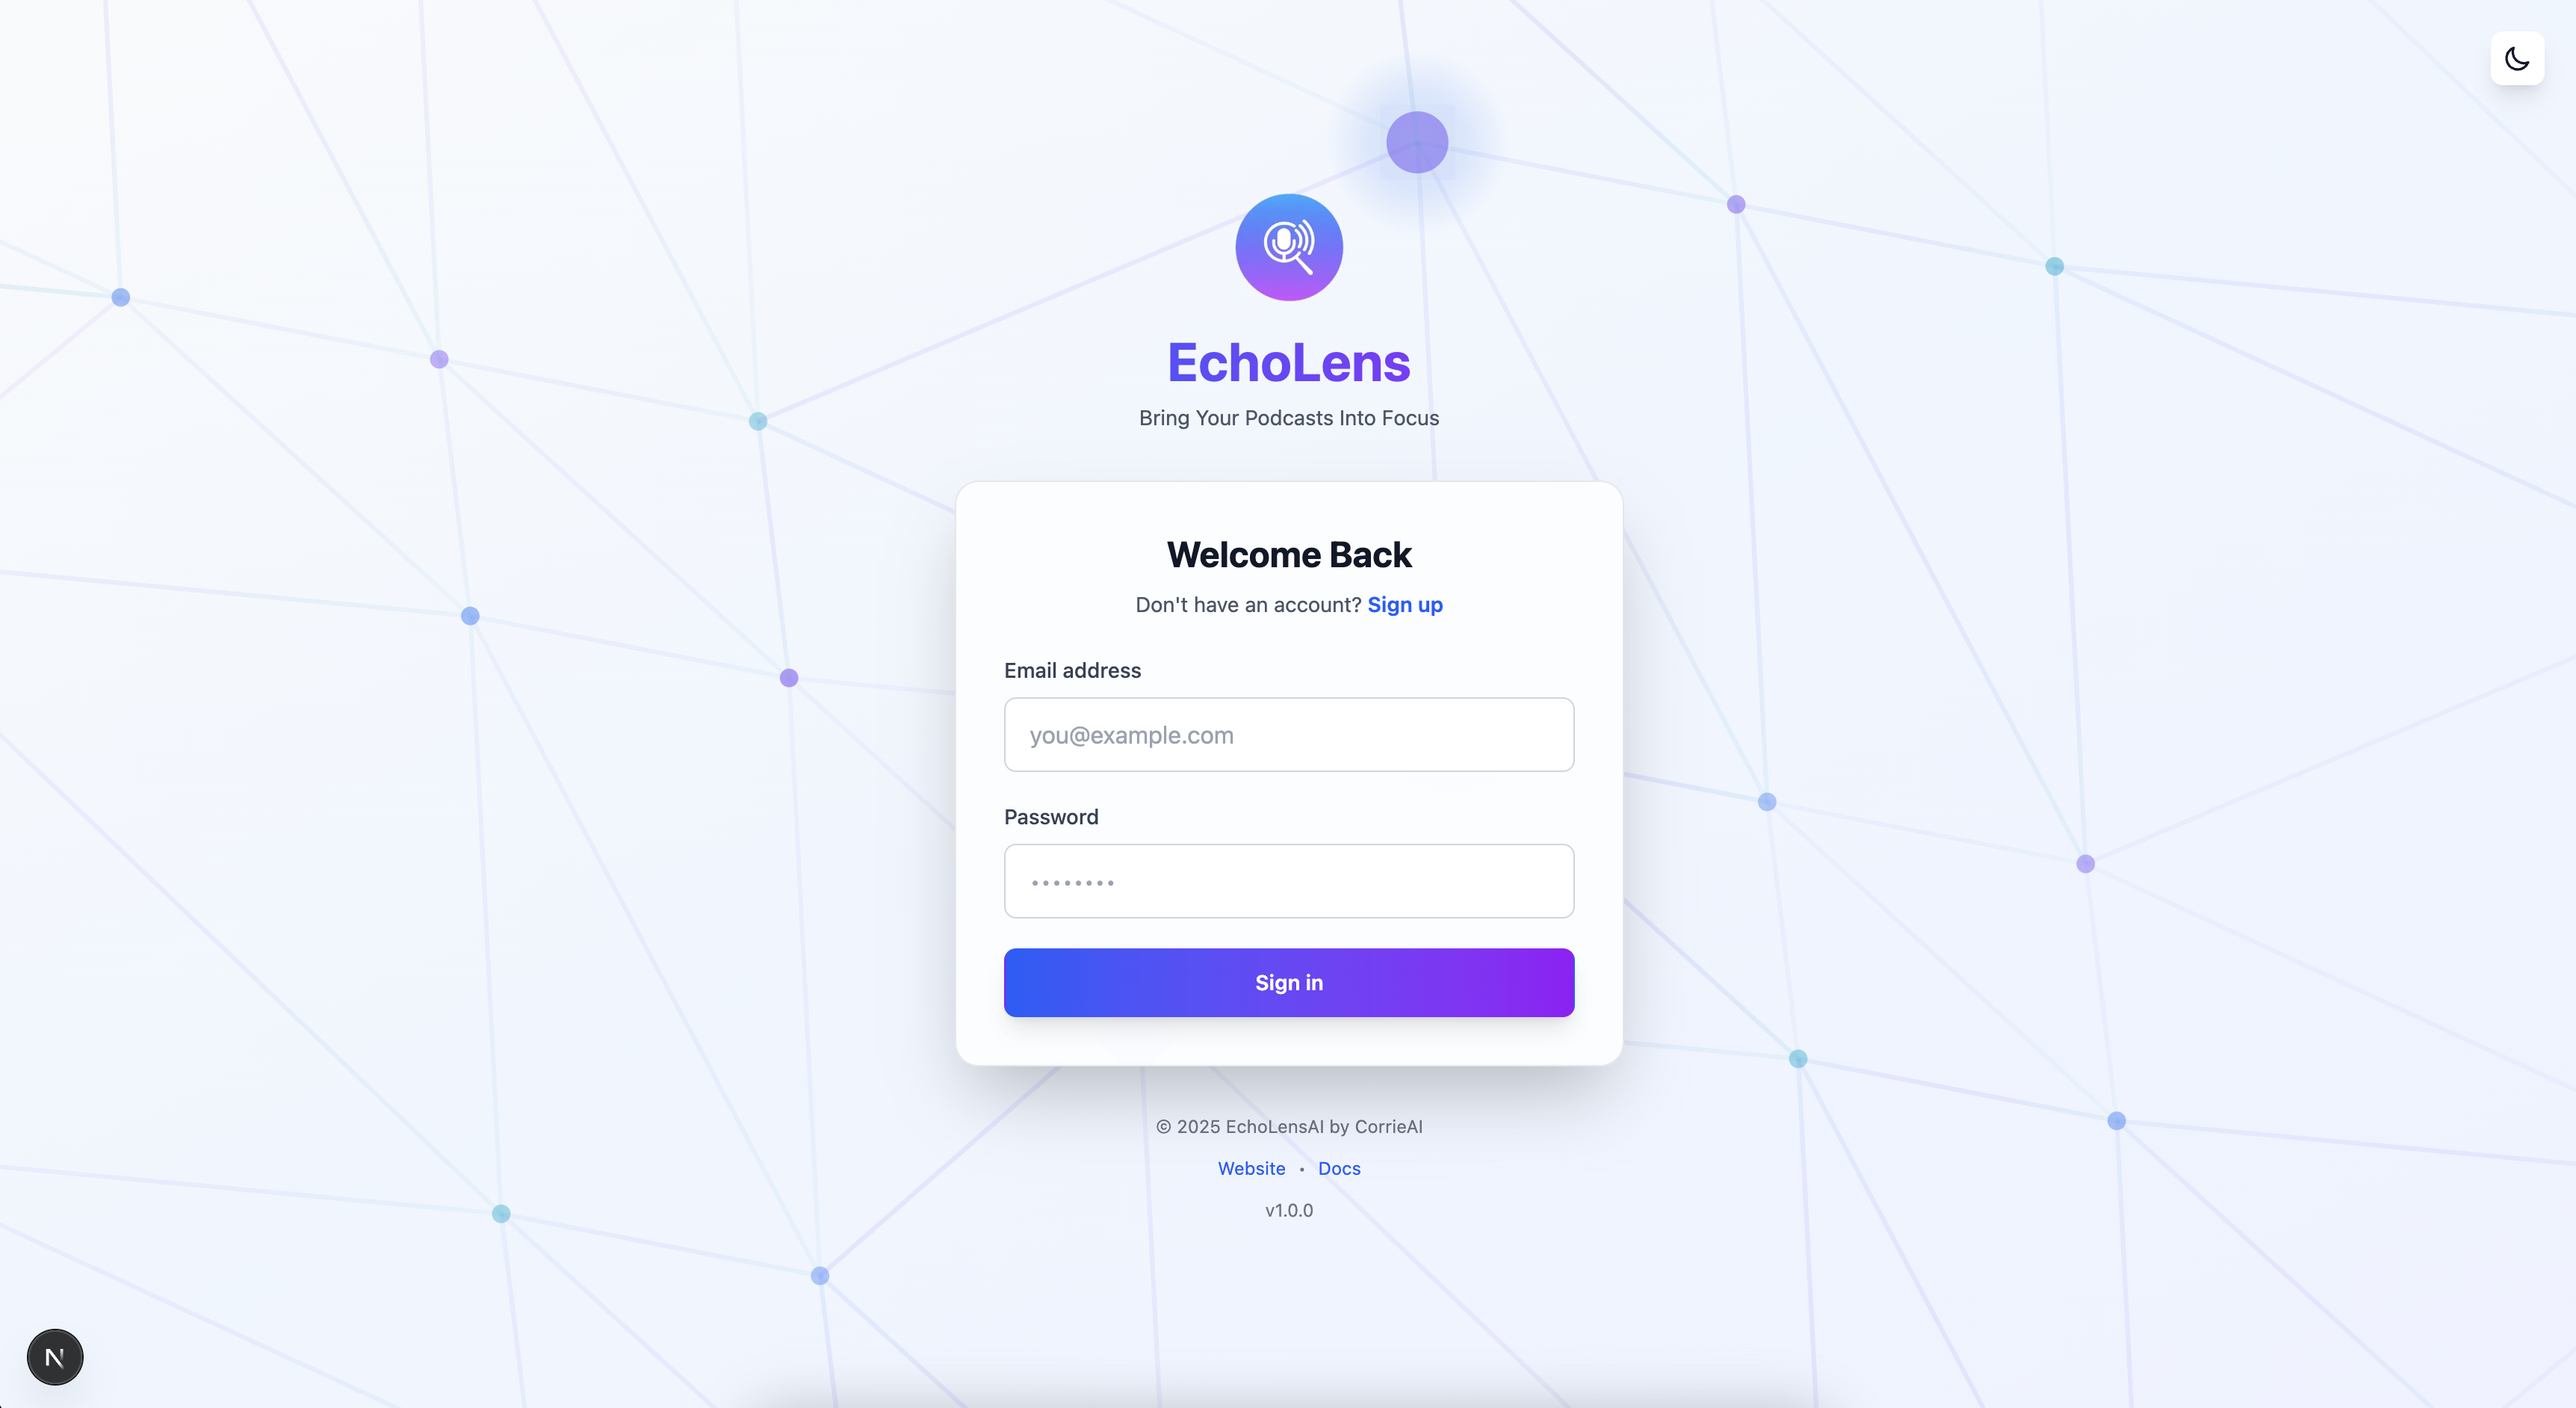 EchoLens
Bring Your Podcasts Into Focus
Welcome Back
Don't have an account? Sign up
Email address
you@example.com
Password
••••••••
Sign in
© 2025 EchoLensAI by CorrieAI
Website • Docs
v1.0.0
N